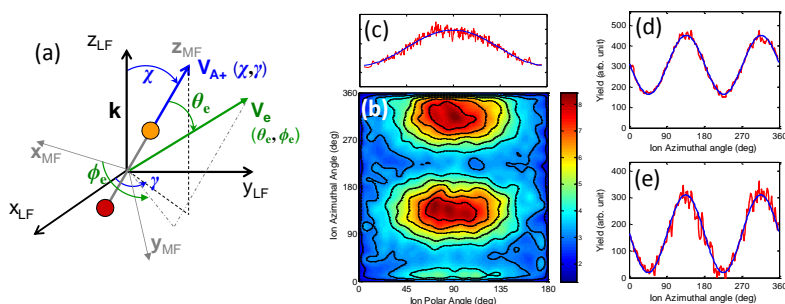 (a)
z_LF
z_MF
χ
V_A+ (χ,γ)
θ_e
k
V_e
(θ_e,ϕ_e)
x_MF
ϕ_e
γ
y_LF
x_LF
y_MF
(c)
(b)
Ion Azimuthal Angle (deg)
360
270
180
90
0
45 90 135 180
Ion Polar Angle (deg)
8
7
6
5
4
3
2
(d)
Yield (arb. unit)
500
400
300
200
100
0
0 90 180 270 360
Ion Azimuthal angle (deg)
(e)
Yield (arb. unit)
400
300
200
100
0
0 90 180 270 360
Ion Azimuthal Angle (deg)